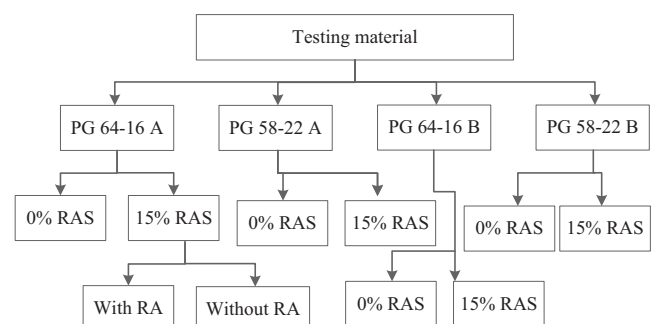 Testing material
PG 64-16 A
PG 58-22 A
PG 64-16 B
PG 58-22 B
0% RAS
15% RAS
0% RAS
15% RAS
0% RAS
15% RAS
With RA
Without RA
0% RAS
15% RAS